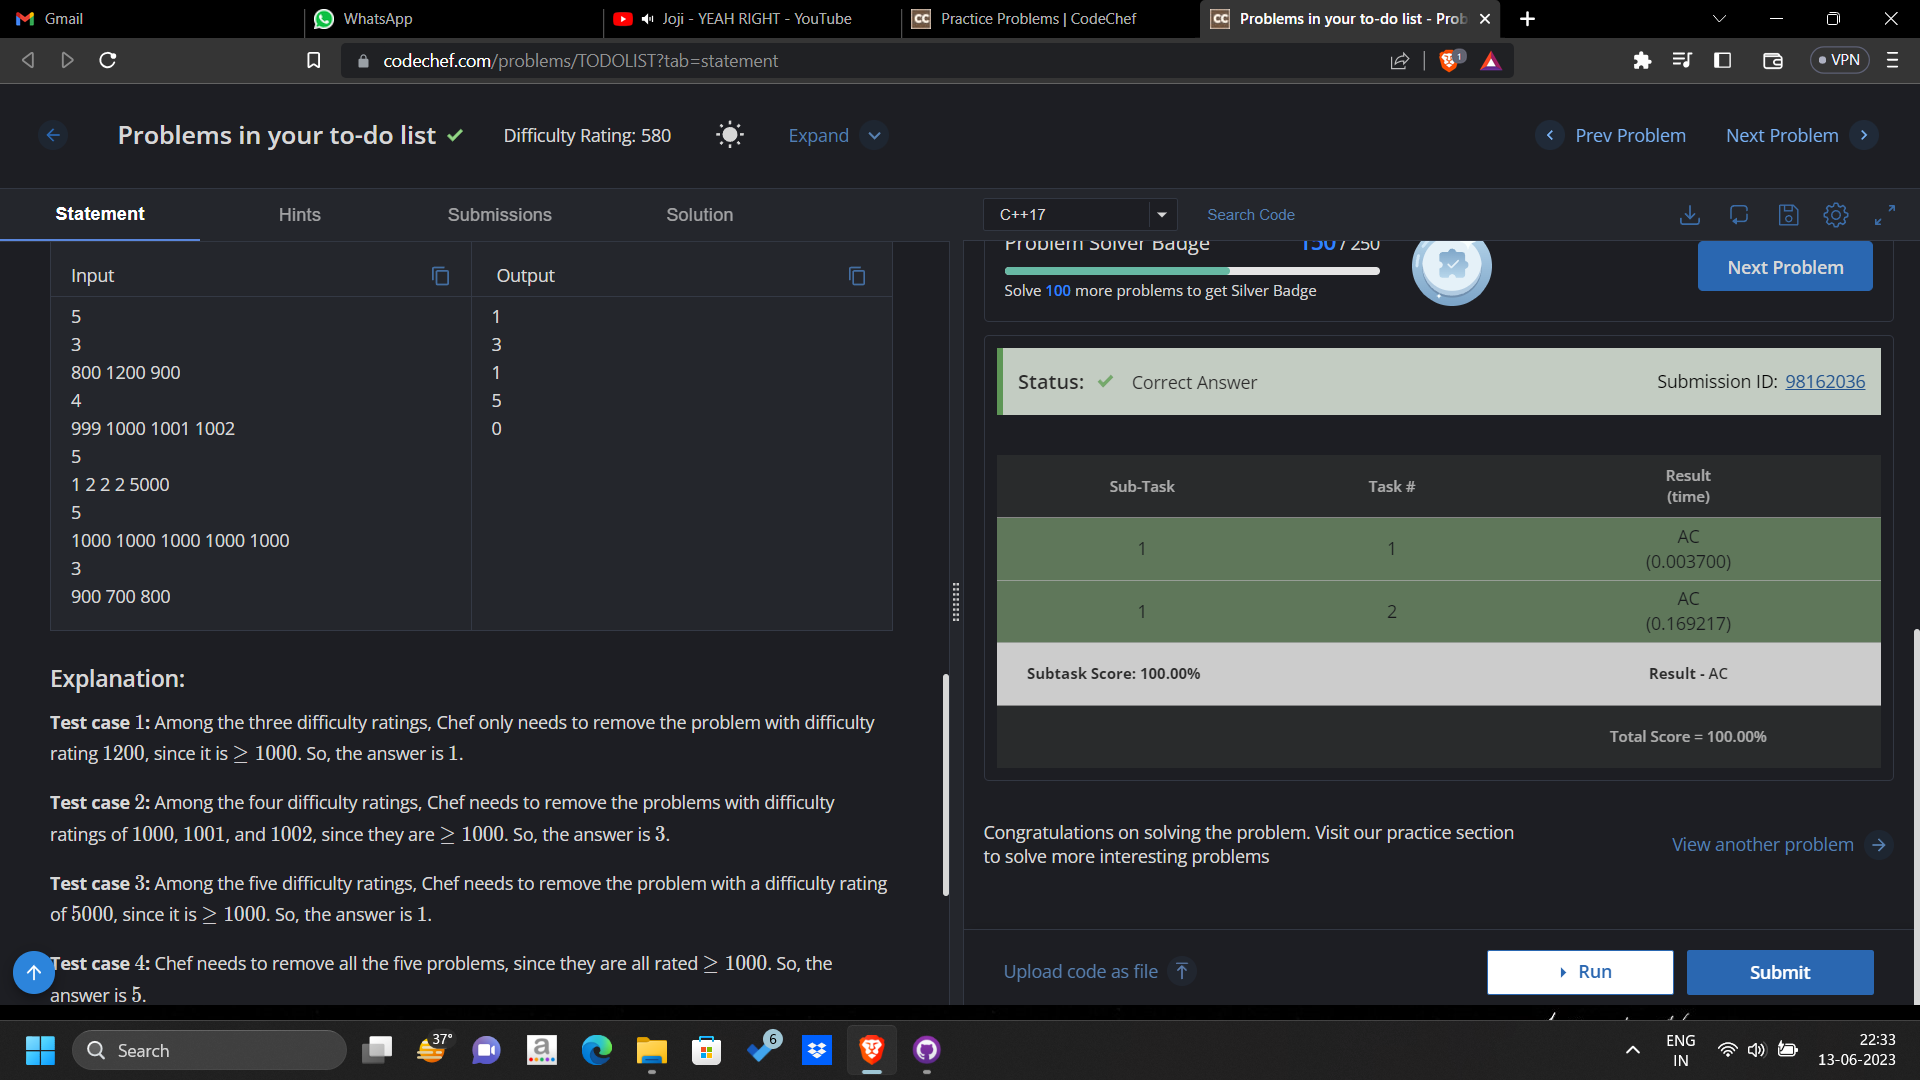 Gmail
WhatsApp
Joji - YEAH RIGHT - YouTube
CC Practice Problems | CodeChef
CC Problems in your to-do list - Prob
codechef.com/problems/TODOLIST?tab=statement
1
VPN
Problems in your to-do list
Difficulty Rating: 580
Expand
Prev Problem
Next Problem
Statement
Hints
Submissions
Solution
C++17
Search Code
Input
Output
5
3
800 1200 900
4
999 1000 1001 1002
5
1 2 2 2 5000
5
1000 1000 1000 1000 1000
3
900 700 800
1
3
1
5
0
Explanation:
Test case 1: Among the three difficulty ratings, Chef only needs to remove the problem with difficulty
rating 1200, since it is ≥ 1000. So, the answer is 1.
Test case 2: Among the four difficulty ratings, Chef needs to remove the problems with difficulty
ratings of 1000, 1001, and 1002, since they are ≥ 1000. So, the answer is 3.
Test case 3: Among the five difficulty ratings, Chef needs to remove the problem with a difficulty rating
of 5000, since it is ≥ 1000. So, the answer is 1.
Test case 4: Chef needs to remove all the five problems, since they are all rated ≥ 1000. So, the
answer is 5.
Problem Solver Badge
150 / 250
Solve 100 more problems to get Silver Badge
Next Problem
Status: Correct Answer
Submission ID: 98162036
Sub-Task
Task #
Result
(time)
1
1
AC
(0.003700)
1
2
AC
(0.169217)
Subtask Score: 100.00%
Result - AC
Total Score = 100.00%
Congratulations on solving the problem. Visit our practice section
to solve more interesting problems
View another problem
Upload code as file
Run
Submit
Search
37°
a
6
ENG
IN
22:33
13-06-2023